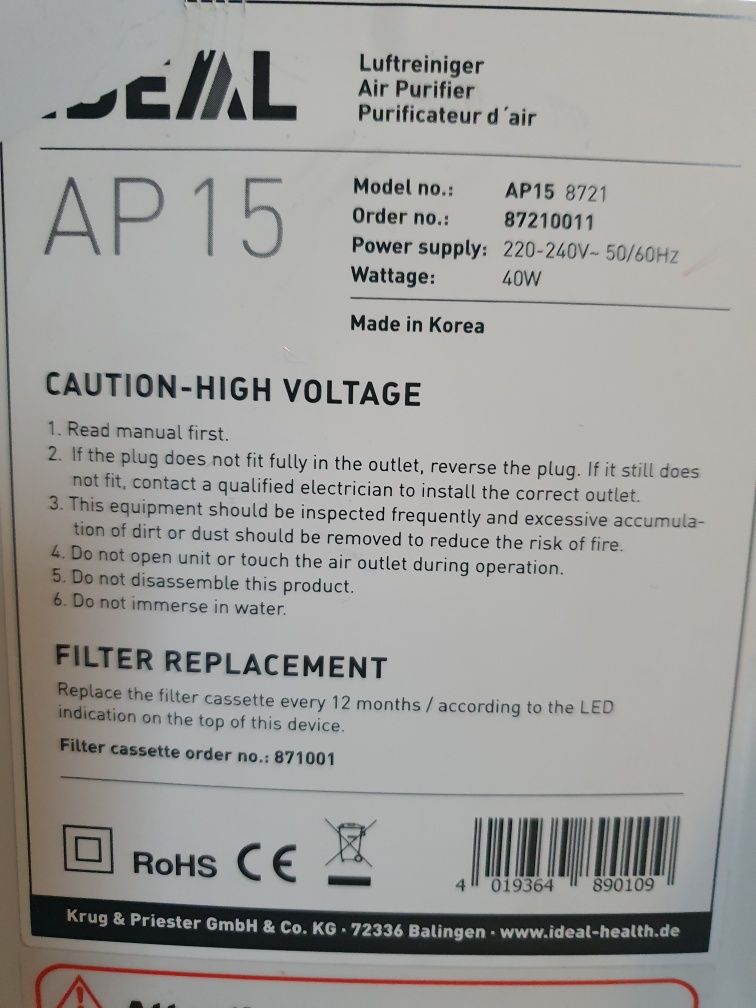 IDEAL
Luftreiniger
Air Purifier
Purificateur d´air
AP15
Model no.: AP15 8721
Order no.: 87210011
Power supply: 220-240V~ 50/60Hz
Wattage: 40W
Made in Korea
CAUTION-HIGH VOLTAGE
1. Read manual first.
2. If the plug does not fit fully in the outlet, reverse the plug. If it still does
not fit, contact a qualified electrician to install the correct outlet.
3. This equipment should be inspected frequently and excessive accumula-
tion of dirt or dust should be removed to reduce the risk of fire.
4. Do not open unit or touch the air outlet during operation.
5. Do not disassemble this product.
6. Do not immerse in water.
FILTER REPLACEMENT
Replace the filter cassette every 12 months / according to the LED
indication on the top of this device.
Filter cassette order no.: 871001
RoHS CE
4 019364 890109
Krug & Priester GmbH & Co. KG · 72336 Balingen · www.ideal-health.de